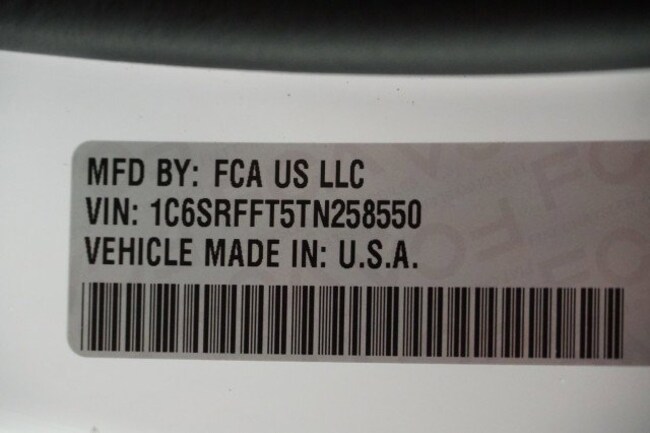 MFD BY: FCA US LLC
VIN: 1C6SRFFT5TN258550
VEHICLE MADE IN: U.S.A.